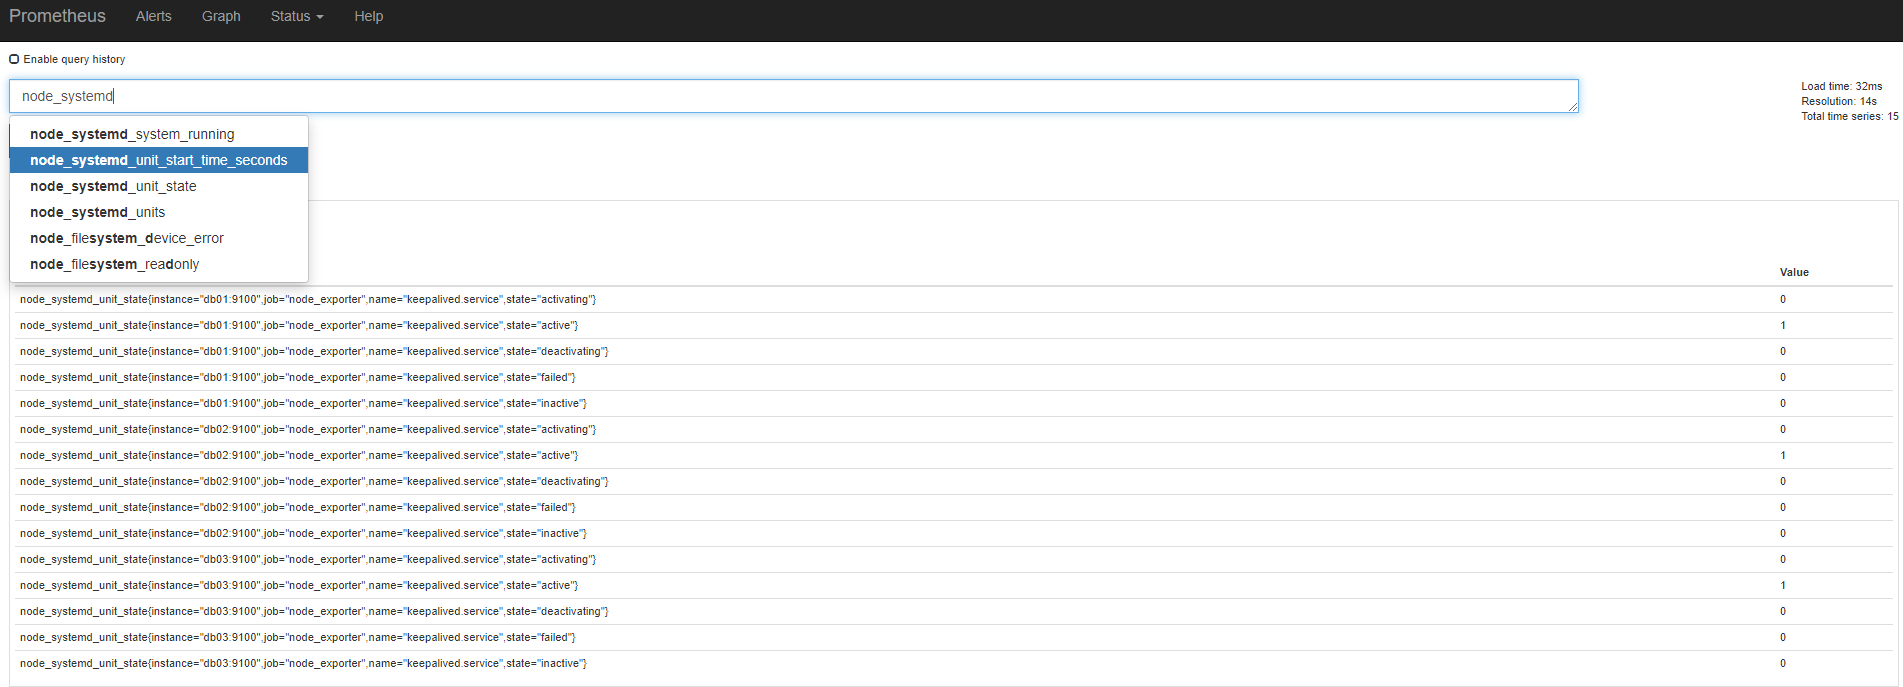 Prometheus Alerts Graph Status Help
Enable query history
node_systemd
Load time: 32ms
Resolution: 14s
Total time series: 15
node_systemd_system_running
node_systemd_unit_start_time_seconds
node_systemd_unit_state
node_systemd_units
node_filesystem_device_error
node_filesystem_readonly
Value
node_systemd_unit_state{instance="db01:9100",job="node_exporter",name="keepalived.service",state="activating"} 0
node_systemd_unit_state{instance="db01:9100",job="node_exporter",name="keepalived.service",state="active"} 1
node_systemd_unit_state{instance="db01:9100",job="node_exporter",name="keepalived.service",state="deactivating"} 0
node_systemd_unit_state{instance="db01:9100",job="node_exporter",name="keepalived.service",state="failed"} 0
node_systemd_unit_state{instance="db01:9100",job="node_exporter",name="keepalived.service",state="inactive"} 0
node_systemd_unit_state{instance="db02:9100",job="node_exporter",name="keepalived.service",state="activating"} 0
node_systemd_unit_state{instance="db02:9100",job="node_exporter",name="keepalived.service",state="active"} 1
node_systemd_unit_state{instance="db02:9100",job="node_exporter",name="keepalived.service",state="deactivating"} 0
node_systemd_unit_state{instance="db02:9100",job="node_exporter",name="keepalived.service",state="failed"} 0
node_systemd_unit_state{instance="db02:9100",job="node_exporter",name="keepalived.service",state="inactive"} 0
node_systemd_unit_state{instance="db03:9100",job="node_exporter",name="keepalived.service",state="activating"} 0
node_systemd_unit_state{instance="db03:9100",job="node_exporter",name="keepalived.service",state="active"} 1
node_systemd_unit_state{instance="db03:9100",job="node_exporter",name="keepalived.service",state="deactivating"} 0
node_systemd_unit_state{instance="db03:9100",job="node_exporter",name="keepalived.service",state="failed"} 0
node_systemd_unit_state{instance="db03:9100",job="node_exporter",name="keepalived.service",state="inactive"} 0